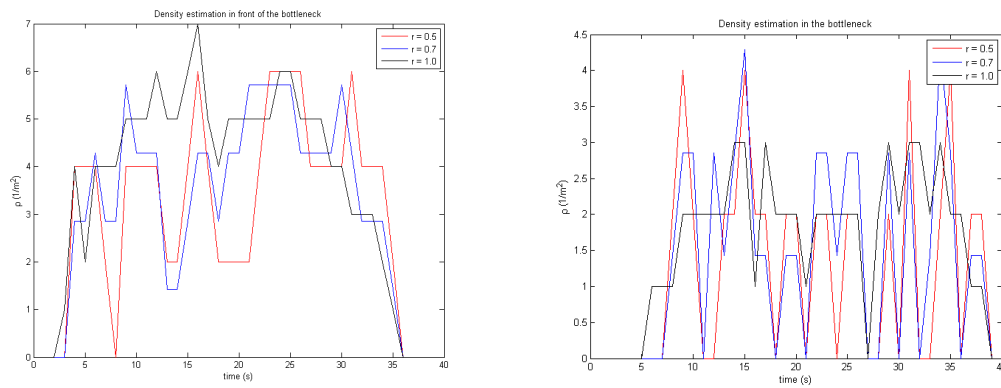 Density estimation in front of the bottleneck
7
6
5
4
3
2
1
0
ρ (1/m²)
0 5 10 15 20 25 30 35 40
time (s)
r = 0.5
r = 0.7
r = 1.0
Density estimation in the bottleneck
4.5
4
3.5
3
2.5
2
1.5
1
0.5
0
ρ (1/m²)
0 5 10 15 20 25 30 35 40
time (s)
r = 0.5
r = 0.7
r = 1.0